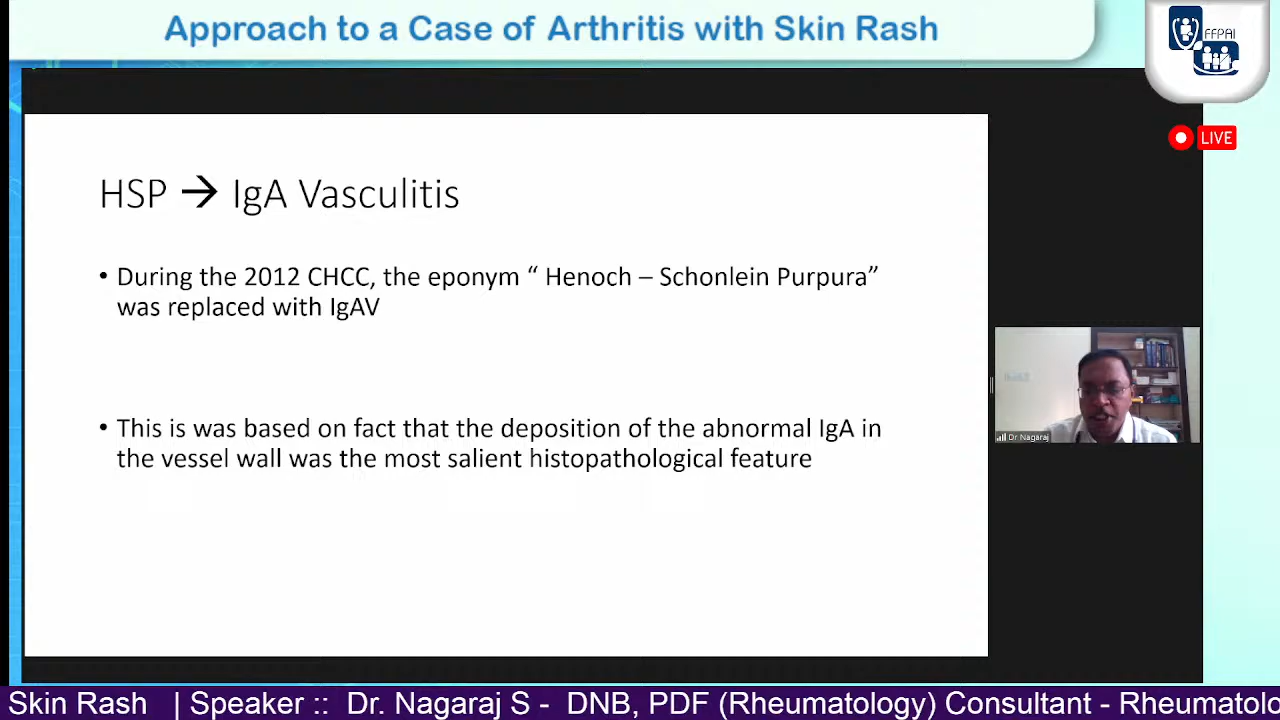 Approach to a Case of Arthritis with Skin Rash
FFPAI
LIVE
HSP → IgA Vasculitis
• During the 2012 CHCC, the eponym “ Henoch – Schonlein Purpura”
was replaced with IgAV
• This is was based on fact that the deposition of the abnormal IgA in
the vessel wall was the most salient histopathological feature
Dr Nagaraj
Skin Rash | Speaker :: Dr. Nagaraj S - DNB, PDF (Rheumatology) Consultant - Rheumatolo